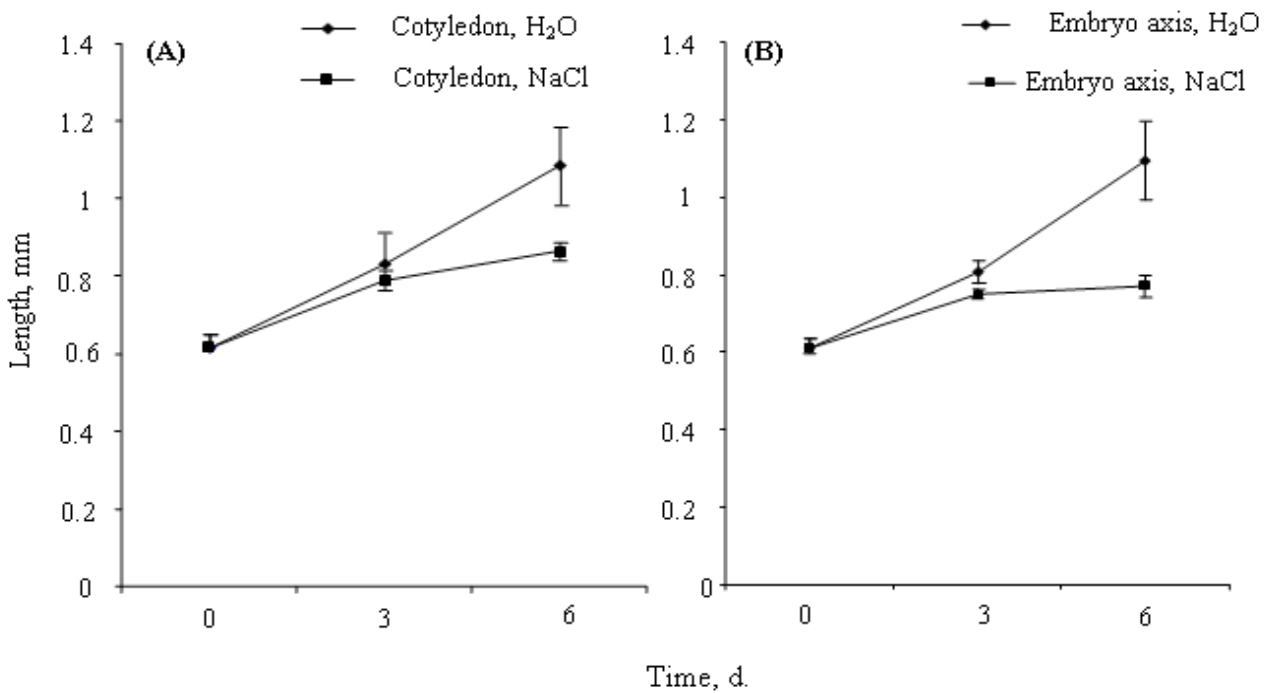 (A)
Cotyledon, H₂O
Cotyledon, NaCl
1.4
1.2
1
0.8
0.6
0.4
0.2
0
0
3
6
Length, mm
(B)
Embryo axis, H₂O
Embryo axis, NaCl
1.4
1.2
1
0.8
0.6
0.4
0.2
0
0
3
6
Time, d.